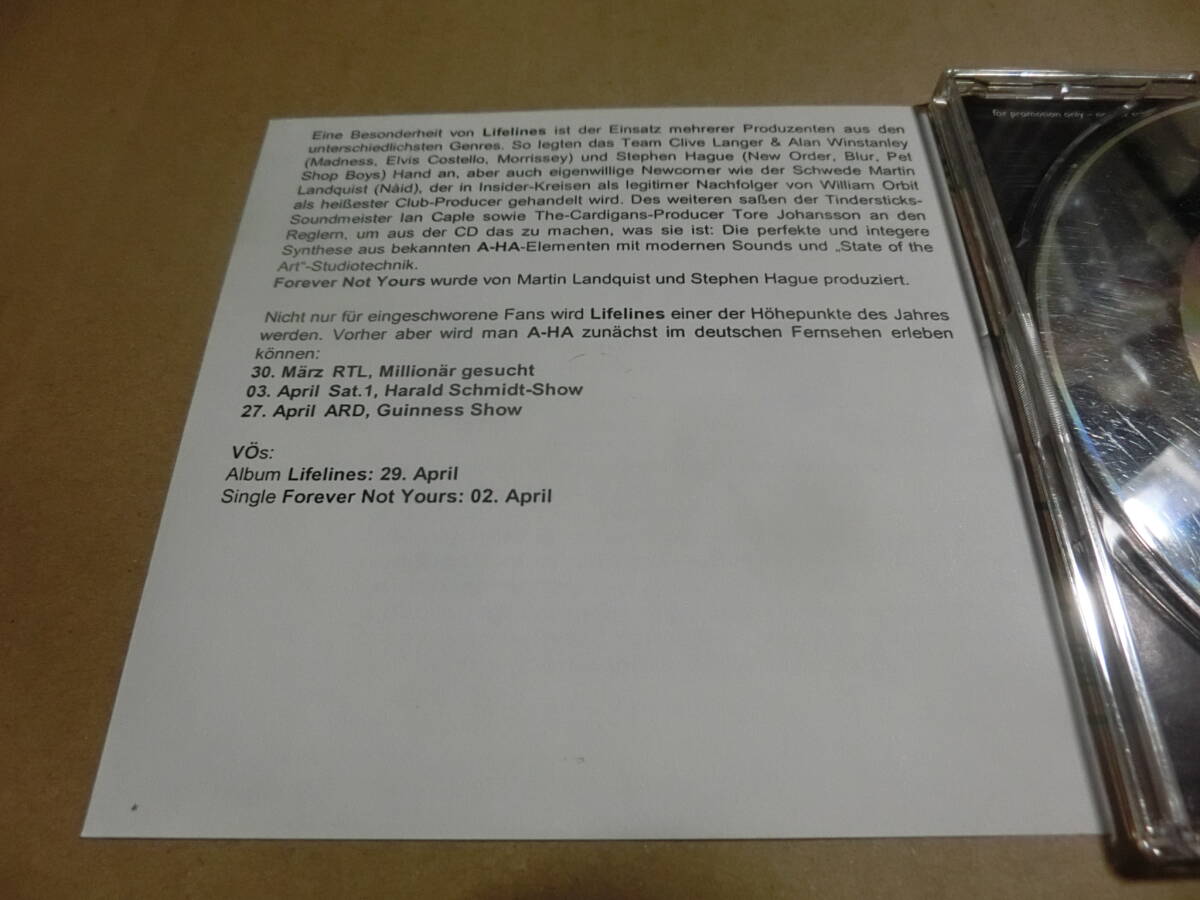 Eine Besonderheit von Lifelines ist der Einsatz mehrerer Produzenten aus den
unterschiedlichsten Genres. So legten das Team Clive Langer & Alan Winstanley
(Madness, Elvis Costello, Morrissey) und Stephen Hague (New Order, Blur, Pet
Shop Boys) Hand an, aber auch eigenwillige Newcomer wie der Schwede Martin
Landquist (Nåid), der in Insider-Kreisen als legitimer Nachfolger von William Orbit
als heißester Club-Producer gehandelt wird. Des weiteren saßen der Tindersticks-
Soundmeister Ian Caple sowie The-Cardigans-Producer Tore Johansson an den
Reglern, um aus der CD das zu machen, was sie ist: Die perfekte und integere
Synthese aus bekannten A-HA-Elementen mit modernen Sounds und „State of the
Art“-Studiotechnik.
Forever Not Yours wurde von Martin Landquist und Stephen Hague produziert.
Nicht nur für eingeschworene Fans wird Lifelines einer der Höhepunkte des Jahres
werden. Vorher aber wird man A-HA zunächst im deutschen Fernsehen erleben
können:
30. März RTL, Millionär gesucht
03. April Sat.1, Harald Schmidt-Show
27. April ARD, Guinness Show
VÖs:
Album Lifelines: 29. April
Single Forever Not Yours: 02. April
for promotion only -